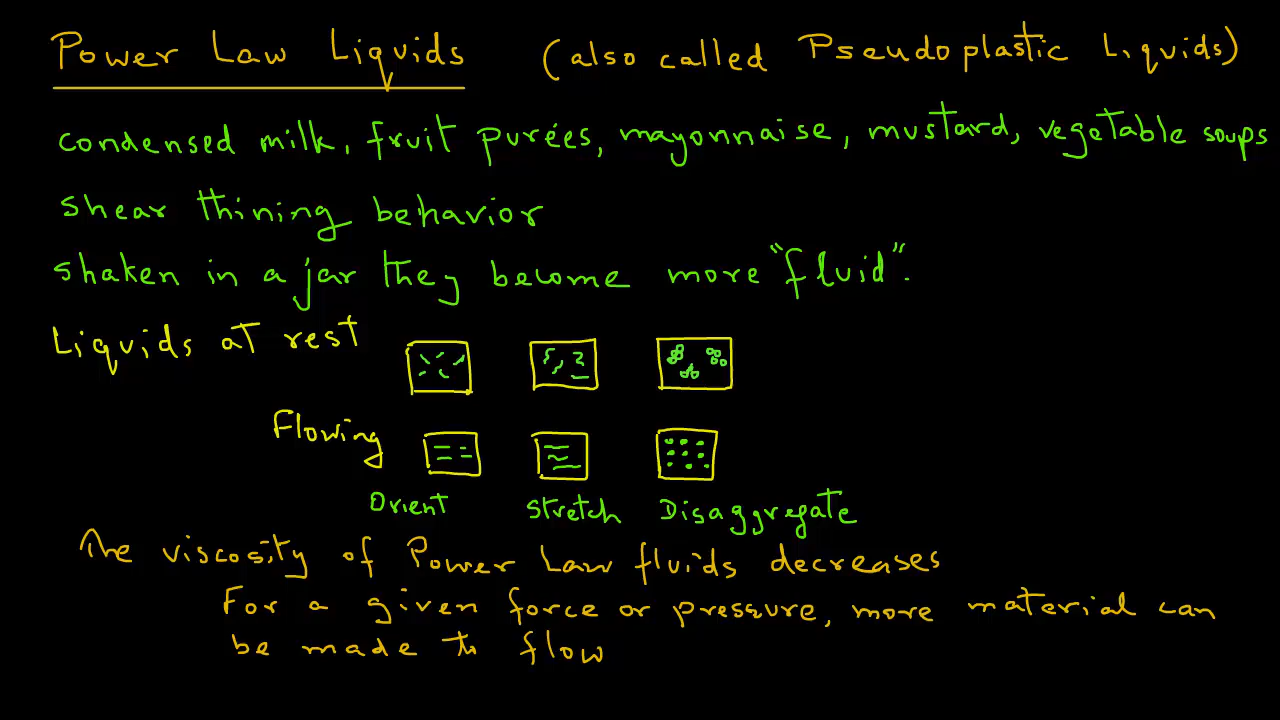 Power Law Liquids (also called Pseudoplastic Liquids)
condensed milk, fruit purées, mayonnaise, mustard, vegetable soups
shear thining behavior
shaken in a jar they become more "fluid".
Liquids at rest
Flowing
Orient Stretch Disaggregate
The viscosity of Power Law fluids decreases
For a given force or pressure, more material can
be made to flow